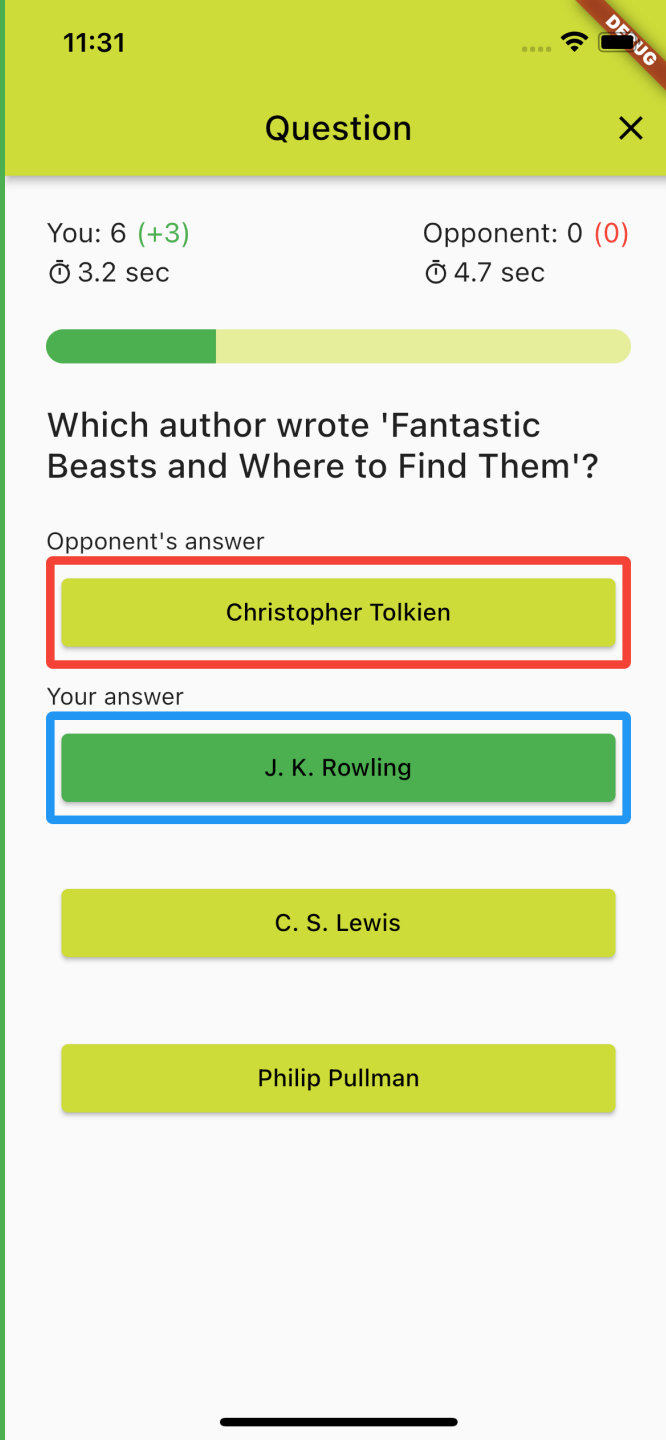 11:31
DEBUG
Question
You: 6 (+3)
Opponent: 0 (0)
3.2 sec
4.7 sec
Which author wrote 'Fantastic
Beasts and Where to Find Them'?
Opponent's answer
Christopher Tolkien
Your answer
J. K. Rowling
C. S. Lewis
Philip Pullman